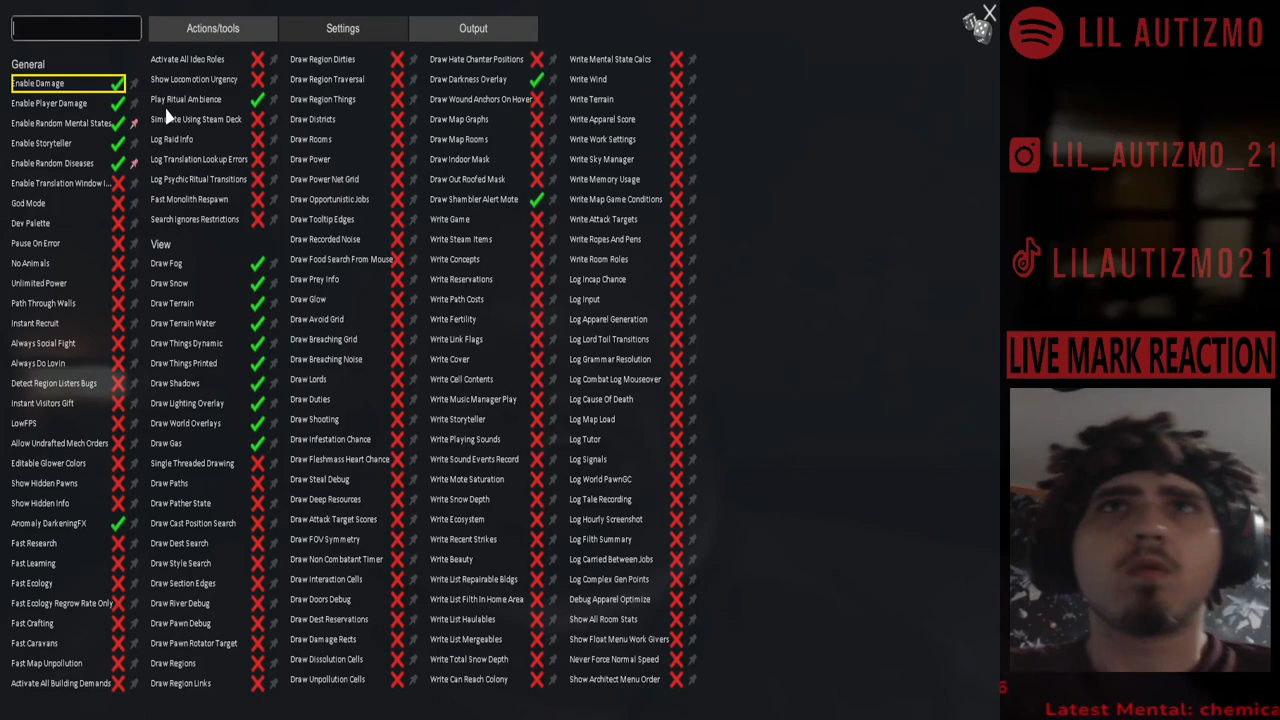 Actions/tools
Settings
Output
General
Enable Damage
Enable Player Damage
Enable Random Mental States
Enable Storyteller
Enable Random Diseases
Enable Translation Window I...
God Mode
Dev Palette
Pause On Error
No Animals
Unlimited Power
Path Through Walls
Instant Recruit
Always Social Fight
Always Do Lovin
Detect Region Listers Bugs
Instant Visitors Gift
LowFPS
Allow Undrafted Mech Orders
Editable Glower Colors
Show Hidden Pawns
Show Hidden Info
Anomaly DarkeningFX
Fast Research
Fast Learning
Fast Ecology
Fast Ecology Regrow Rate Only
Fast Crafting
Fast Caravans
Fast Map Unpollution
Activate All Building Demands
Activate All Ideo Roles
Show Locomotion Urgency
Play Ritual Ambience
Simulate Using Steam Deck
Log Raid Info
Log Translation Lookup Errors
Log Psychic Ritual Transitions
Fast Monolith Respawn
Search Ignores Restrictions
View
Draw Fog
Draw Snow
Draw Terrain
Draw Terrain Water
Draw Things Dynamic
Draw Things Printed
Draw Shadows
Draw Lighting Overlay
Draw World Overlays
Draw Gas
Single Threaded Drawing
Draw Paths
Draw Pather State
Draw Cast Position Search
Draw Dest Search
Draw Style Search
Draw Section Edges
Draw River Debug
Draw Pawn Debug
Draw Pawn Rotator Target
Draw Regions
Draw Region Links
Draw Region Dirties
Draw Region Traversal
Draw Region Things
Draw Districts
Draw Rooms
Draw Power
Draw Power Net Grid
Draw Opportunistic Jobs
Draw Tooltip Edges
Draw Recorded Noise
Draw Food Search From Mouse
Draw Prey Info
Draw Glow
Draw Avoid Grid
Draw Breaching Grid
Draw Breaching Noise
Draw Lords
Draw Duties
Draw Shooting
Draw Infestation Chance
Draw Fleshmass Heart Chance
Draw Steal Debug
Draw Deep Resources
Draw Attack Target Scores
Draw FOV Symmetry
Draw Non Combatant Timer
Draw Interaction Cells
Draw Doors Debug
Draw Dest Reservations
Draw Damage Rects
Draw Dissolution Cells
Draw Unpollution Cells
Draw Hate Chanter Positions
Draw Darkness Overlay
Draw Wound Anchors On Hover
Draw Map Graphs
Draw Map Rooms
Draw Indoor Mask
Draw Out Roofed Mask
Draw Shambler Alert Mote
Write Game
Write Steam Items
Write Concepts
Write Reservations
Write Path Costs
Write Fertility
Write Link Flags
Write Cover
Write Cell Contents
Write Music Manager Play
Write Storyteller
Write Playing Sounds
Write Sound Events Record
Write Mote Saturation
Write Snow Depth
Write Ecosystem
Write Recent Strikes
Write Beauty
Write List Repairable Bldgs
Write List Filth In Home Area
Write List Haulables
Write List Mergeables
Write Total Snow Depth
Write Can Reach Colony
Write Mental State Calcs
Write Wind
Write Terrain
Write Apparel Score
Write Work Settings
Write Sky Manager
Write Memory Usage
Write Map Game Conditions
Write Attack Targets
Write Ropes And Pens
Write Room Roles
Log Incap Chance
Log Input
Log Apparel Generation
Log Lord Toil Transitions
Log Grammar Resolution
Log Combat Log Mouseover
Log Cause Of Death
Log Map Load
Log Tutor
Log Signals
Log World PawnGC
Log Tale Recording
Log Hourly Screenshot
Log Filth Summary
Log Carried Between Jobs
Log Complex Gen Points
Debug Apparel Optimize
Show All Room Stats
Show Float Menu Work Givers
Never Force Normal Speed
Show Architect Menu Order
LIL AUTIZMO
LIL_AUTIZMO_21
LILAUTIZMO21
LIVE MARK REACTION
6
Latest Mental: chemica